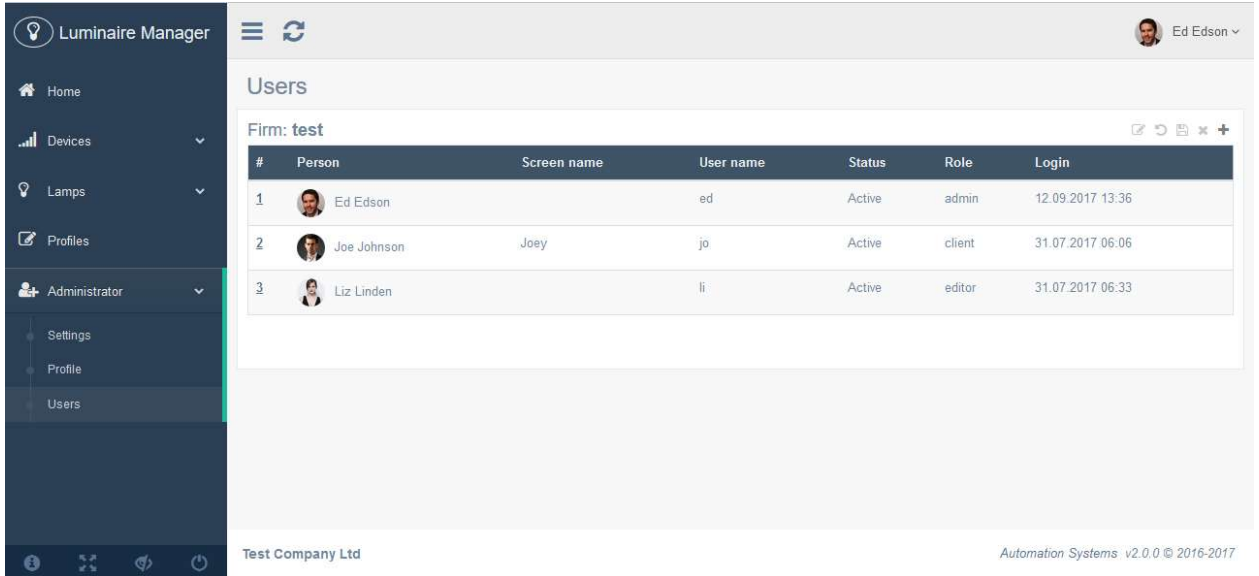 Luminaire Manager
Ed Edson
Home
Devices
Lamps
Profiles
Administrator
Settings
Profile
Users
Users
Firm: test
# Person Screen name User name Status Role Login
1 Ed Edson ed Active admin 12.09.2017 13:36
2 Joe Johnson Joey jo Active client 31.07.2017 06:06
3 Liz Linden li Active editor 31.07.2017 06:33
Test Company Ltd
Automation Systems v2.0.0 © 2016-2017